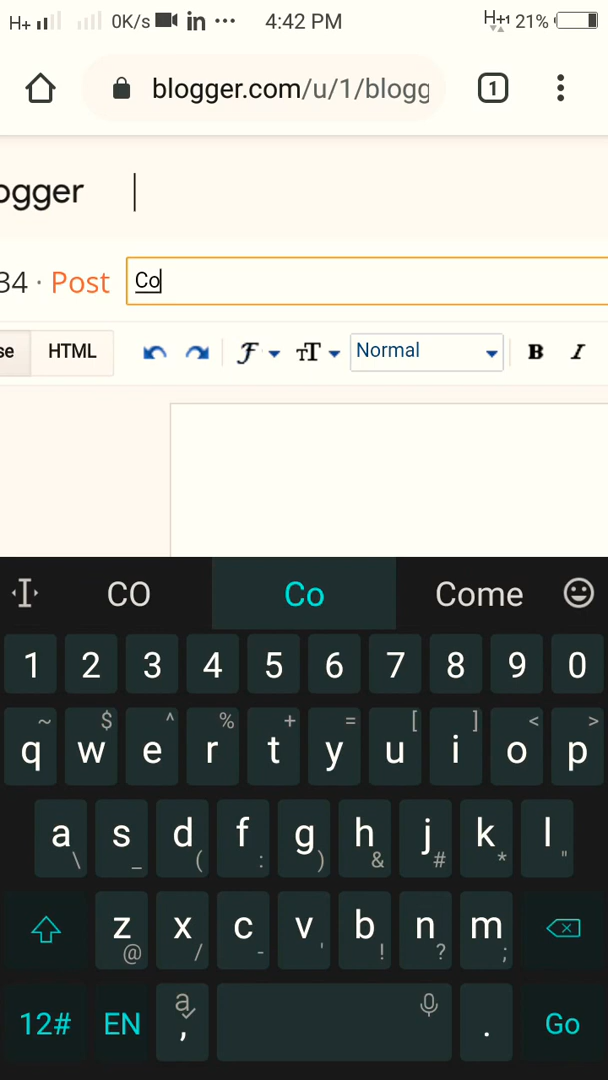 H+ 0K/s in ... 4:42 PM H+1 21%
blogger.com/u/1/blogg 1
ogger
34 · Post Co
se HTML F TT Normal B I
CO Co Come
1 2 3 4 5 6 7 8 9 0
~ $ ^ % + = [ ] < >
q w e r t y u i o p
a s d f g h j k l
\ _ ( : ) & # * "
z x c v b n m
@ / - ' ! ? ;
12# EN a , . Go